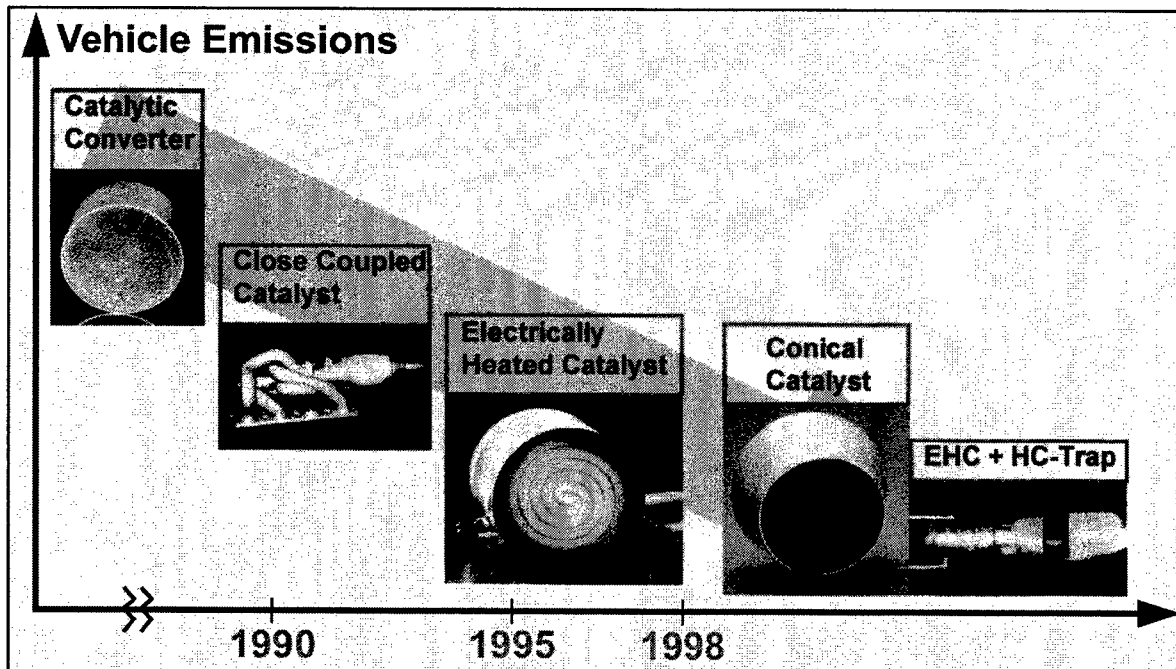 Vehicle Emissions
Catalytic
Converter
Close Coupled
Catalyst
Electrically
Heated Catalyst
Conical
Catalyst
EHC + HC-Trap
1990
1995
1998